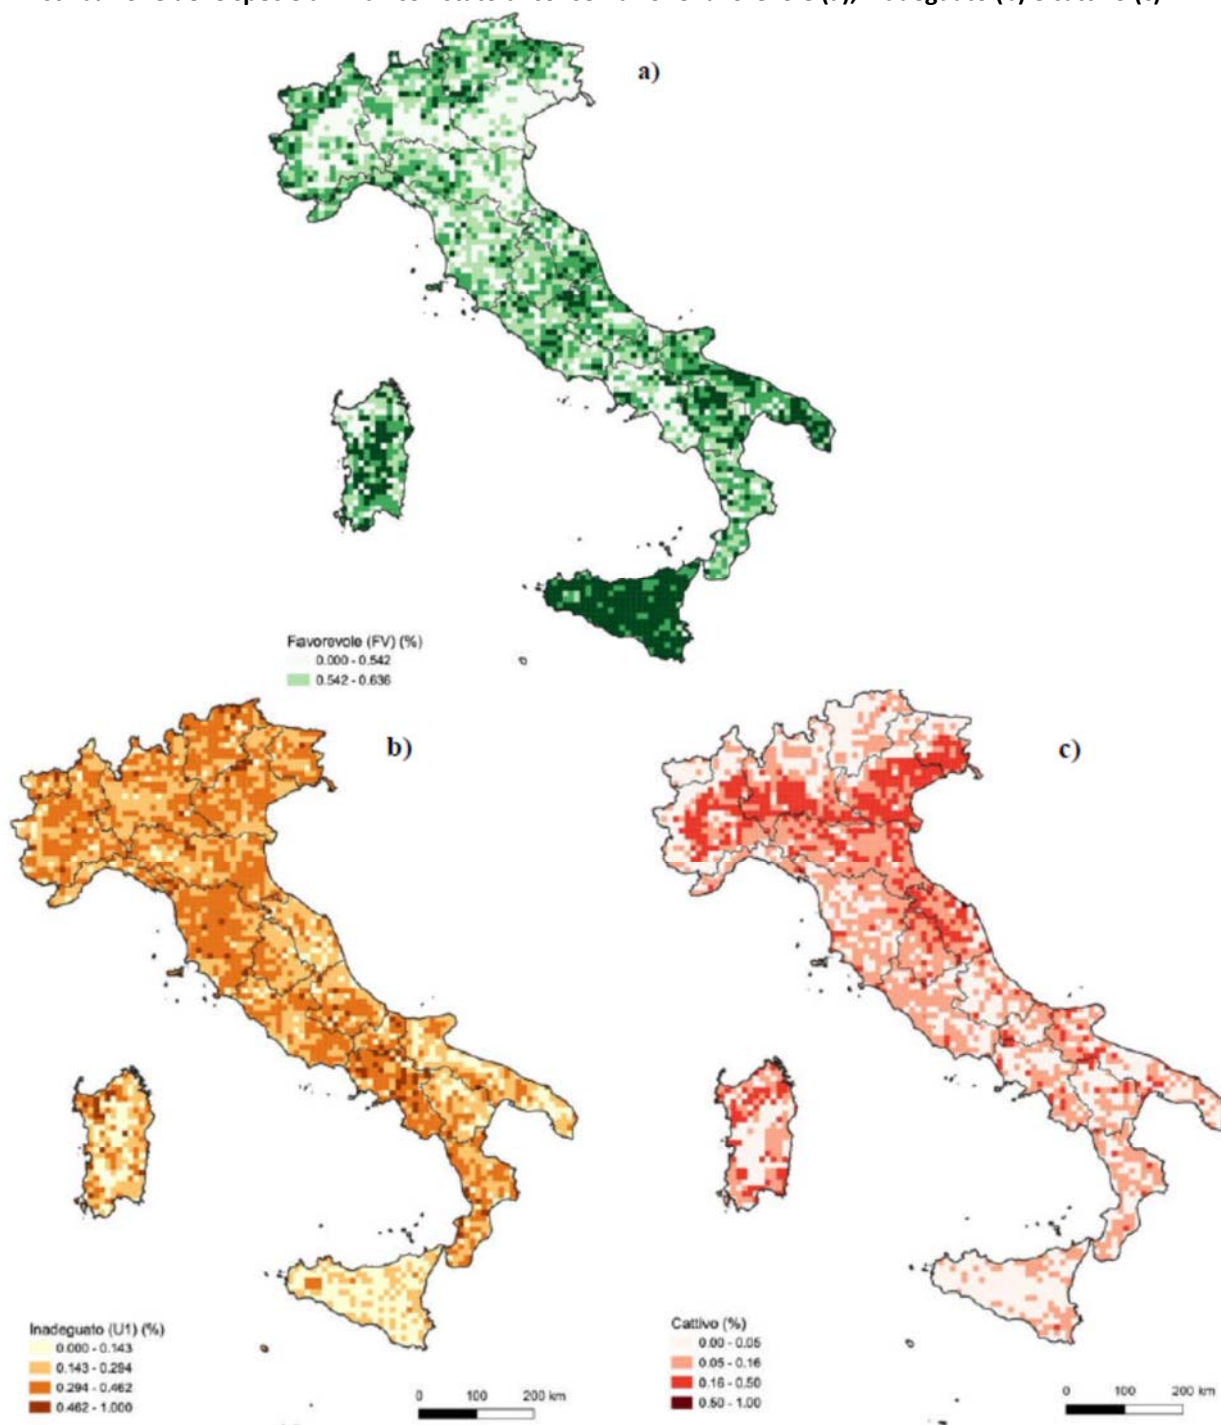 a)
Favorevole (FV) (%)
0.000 - 0.542
0.542 - 0.636
b)
c)
Inadeguato (U1) (%)
0.000 - 0.143
0.143 - 0.294
0.294 - 0.462
0.462 - 1.000
0 100 200 km
Cattivo (%)
0.00 - 0.05
0.05 - 0.16
0.16 - 0.50
0.50 - 1.00
0 100 200 km